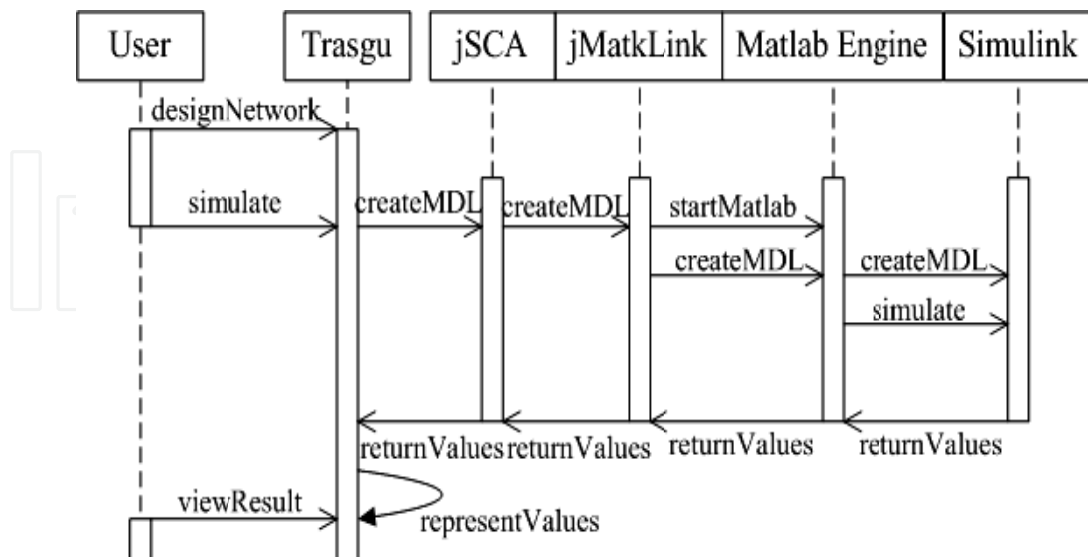 User Trasgu jSCA jMatkLink Matlab Engine Simulink
designNetwork
simulate createMDL createMDL startMatlab
createMDL createMDL
simulate
returnValues returnValues returnValues returnValues
viewResult representValues